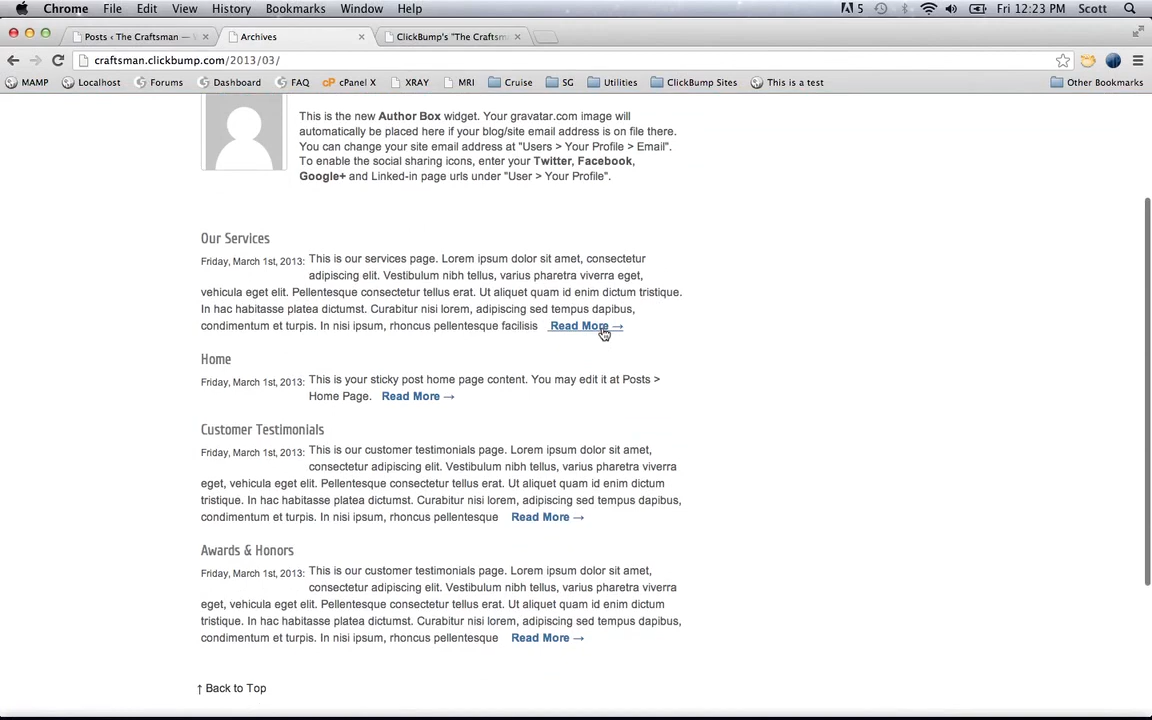 Chrome File Edit View History Bookmarks Window Help 5 Fri 12:23 PM Scott
Posts ‹ The Craftsman — Archives ClickBump's "The Craftsm
craftsman.clickbump.com/2013/03/
MAMP Localhost Forums Dashboard FAQ cP cPanel X XRAY MRI Cruise SG Utilities ClickBump Sites This is a test Other Bookmarks
This is the new Author Box widget. Your gravatar.com image will
automatically be placed here if your blog/site email address is on file there.
You can change your site email address at "Users > Your Profile > Email".
To enable the social sharing icons, enter your Twitter, Facebook,
Google+ and Linked-in page urls under "User > Your Profile".
Our Services
Friday, March 1st, 2013: This is our services page. Lorem ipsum dolor sit amet, consectetur
adipiscing elit. Vestibulum nibh tellus, varius pharetra viverra eget,
vehicula eget elit. Pellentesque consectetur tellus erat. Ut aliquet quam id enim dictum tristique.
In hac habitasse platea dictumst. Curabitur nisi lorem, adipiscing sed tempus dapibus,
condimentum et turpis. In nisi ipsum, rhoncus pellentesque facilisis Read More →
Home
Friday, March 1st, 2013: This is your sticky post home page content. You may edit it at Posts >
Home Page. Read More →
Customer Testimonials
Friday, March 1st, 2013: This is our customer testimonials page. Lorem ipsum dolor sit amet,
consectetur adipiscing elit. Vestibulum nibh tellus, varius pharetra viverra
eget, vehicula eget elit. Pellentesque consectetur tellus erat. Ut aliquet quam id enim dictum
tristique. In hac habitasse platea dictumst. Curabitur nisi lorem, adipiscing sed tempus dapibus,
condimentum et turpis. In nisi ipsum, rhoncus pellentesque Read More →
Awards & Honors
Friday, March 1st, 2013: This is our customer testimonials page. Lorem ipsum dolor sit amet,
consectetur adipiscing elit. Vestibulum nibh tellus, varius pharetra viverra
eget, vehicula eget elit. Pellentesque consectetur tellus erat. Ut aliquet quam id enim dictum
tristique. In hac habitasse platea dictumst. Curabitur nisi lorem, adipiscing sed tempus dapibus,
condimentum et turpis. In nisi ipsum, rhoncus pellentesque Read More →
↑ Back to Top